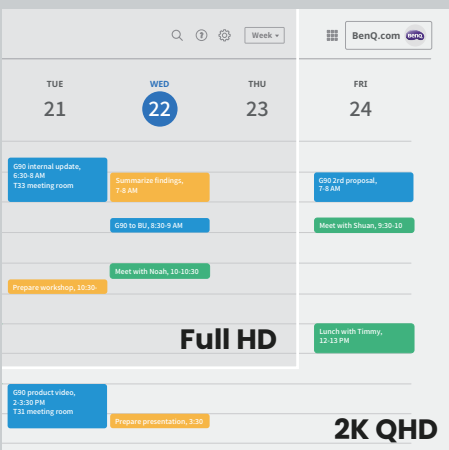 Week
BenQ.com
BenQ
TUE
21
WED
22
THU
23
FRI
24
G90 internal update,
6:30-8 AM
T33 meeting room
Summarize findings,
7-8 AM
G90 2rd proposal,
7-8 AM
G90 to BU, 8:30-9 AM
Meet with Shuan, 9:30-10
Meet with Noah, 10-10:30
Prepare workshop, 10:30-
Lunch with Timmy,
12-13 PM
Full HD
G90 product video,
2-3:30 PM
T31 meeting room
Prepare presentation, 3:30
2K QHD